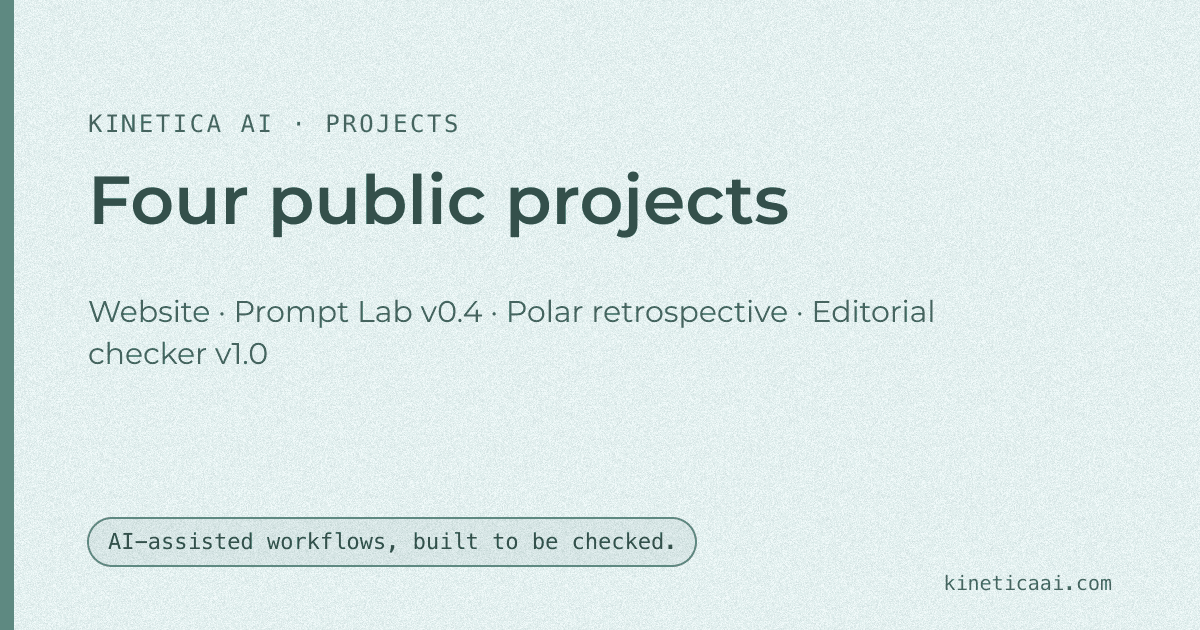 KINETICA AI · PROJECTS
Four public projects
Website · Prompt Lab v0.4 · Polar retrospective · Editorial
checker v1.0
AI-assisted workflows, built to be checked.
kineticaai.com